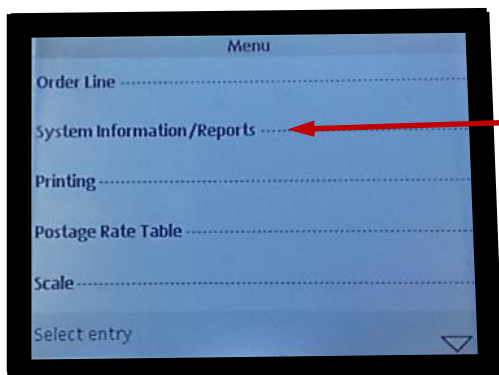 Menu
Order Line
System Information/Reports
Printing
Postage Rate Table
Scale
Select entry